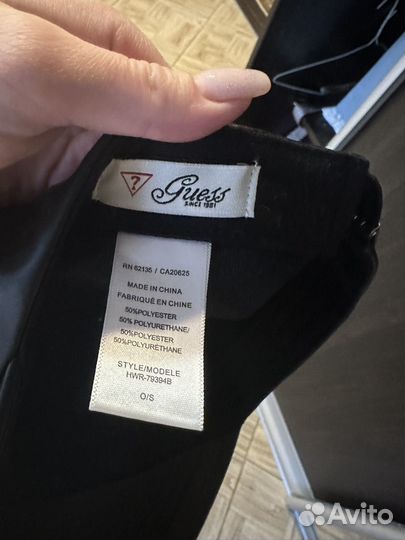 ?
Guess
SINCE 1981
RN 62135 / CA20625
MADE IN CHINA
FABRIQUÉ EN CHINE
50%POLYESTER
50% POLYURETHANE/
50%POLYESTER
50%POLYURÉTHANE
STYLE/MODELE
HWR-79394B
O/S
Avito